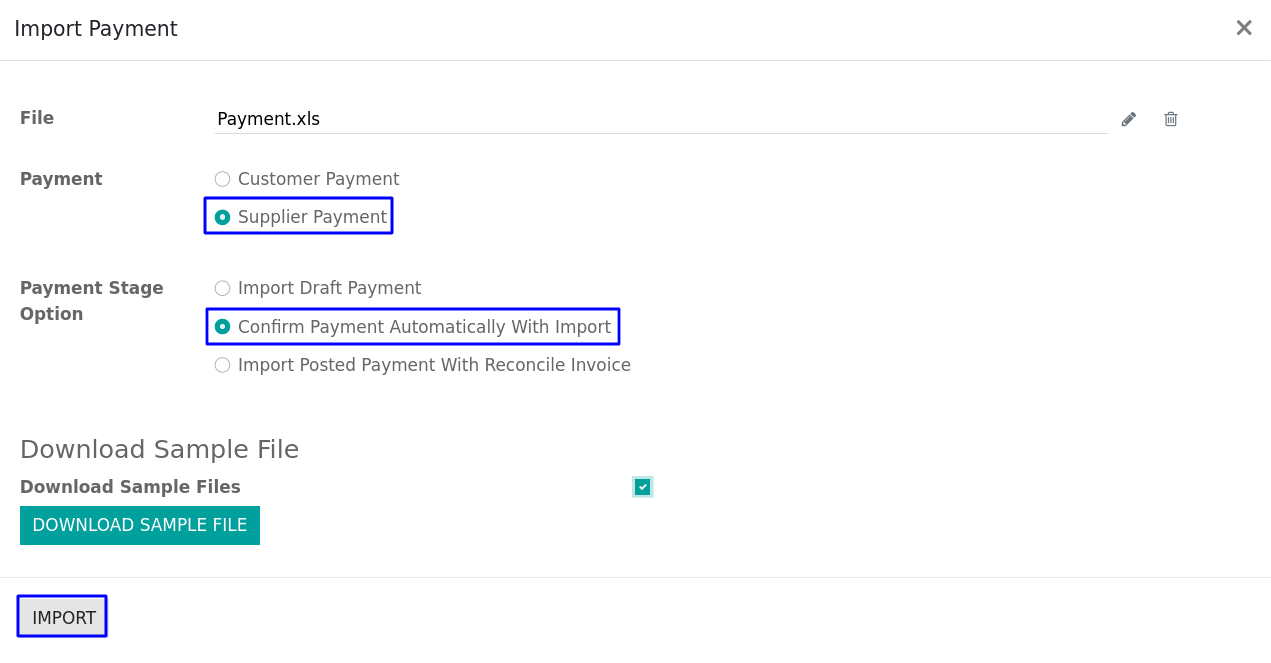 Import Payment
File Payment.xls
Payment
Customer Payment
Supplier Payment
Payment Stage Option
Import Draft Payment
Confirm Payment Automatically With Import
Import Posted Payment With Reconcile Invoice
Download Sample File
Download Sample Files
DOWNLOAD SAMPLE FILE
IMPORT